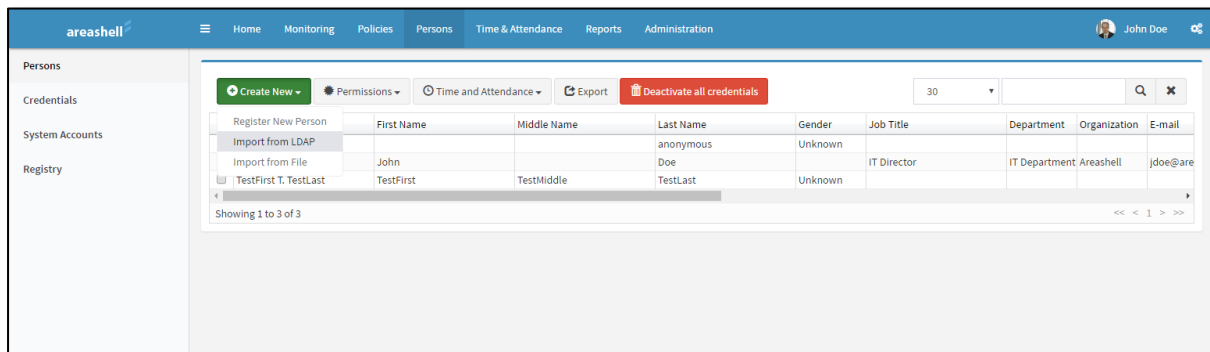 areashell
Home Monitoring Policies Persons Time & Attendance Reports Administration John Doe
Persons
Credentials
System Accounts
Registry
Create New Permissions Time and Attendance Export Deactivate all credentials 30
Register New Person
Import from LDAP
Import from File
First Name Middle Name Last Name Gender Job Title Department Organization E-mail
anonymous Unknown
John Doe IT Director IT Department Areashell jdoe@are
TestFirst T. TestLast TestFirst TestMiddle TestLast Unknown
Showing 1 to 3 of 3 << < 1 > >>